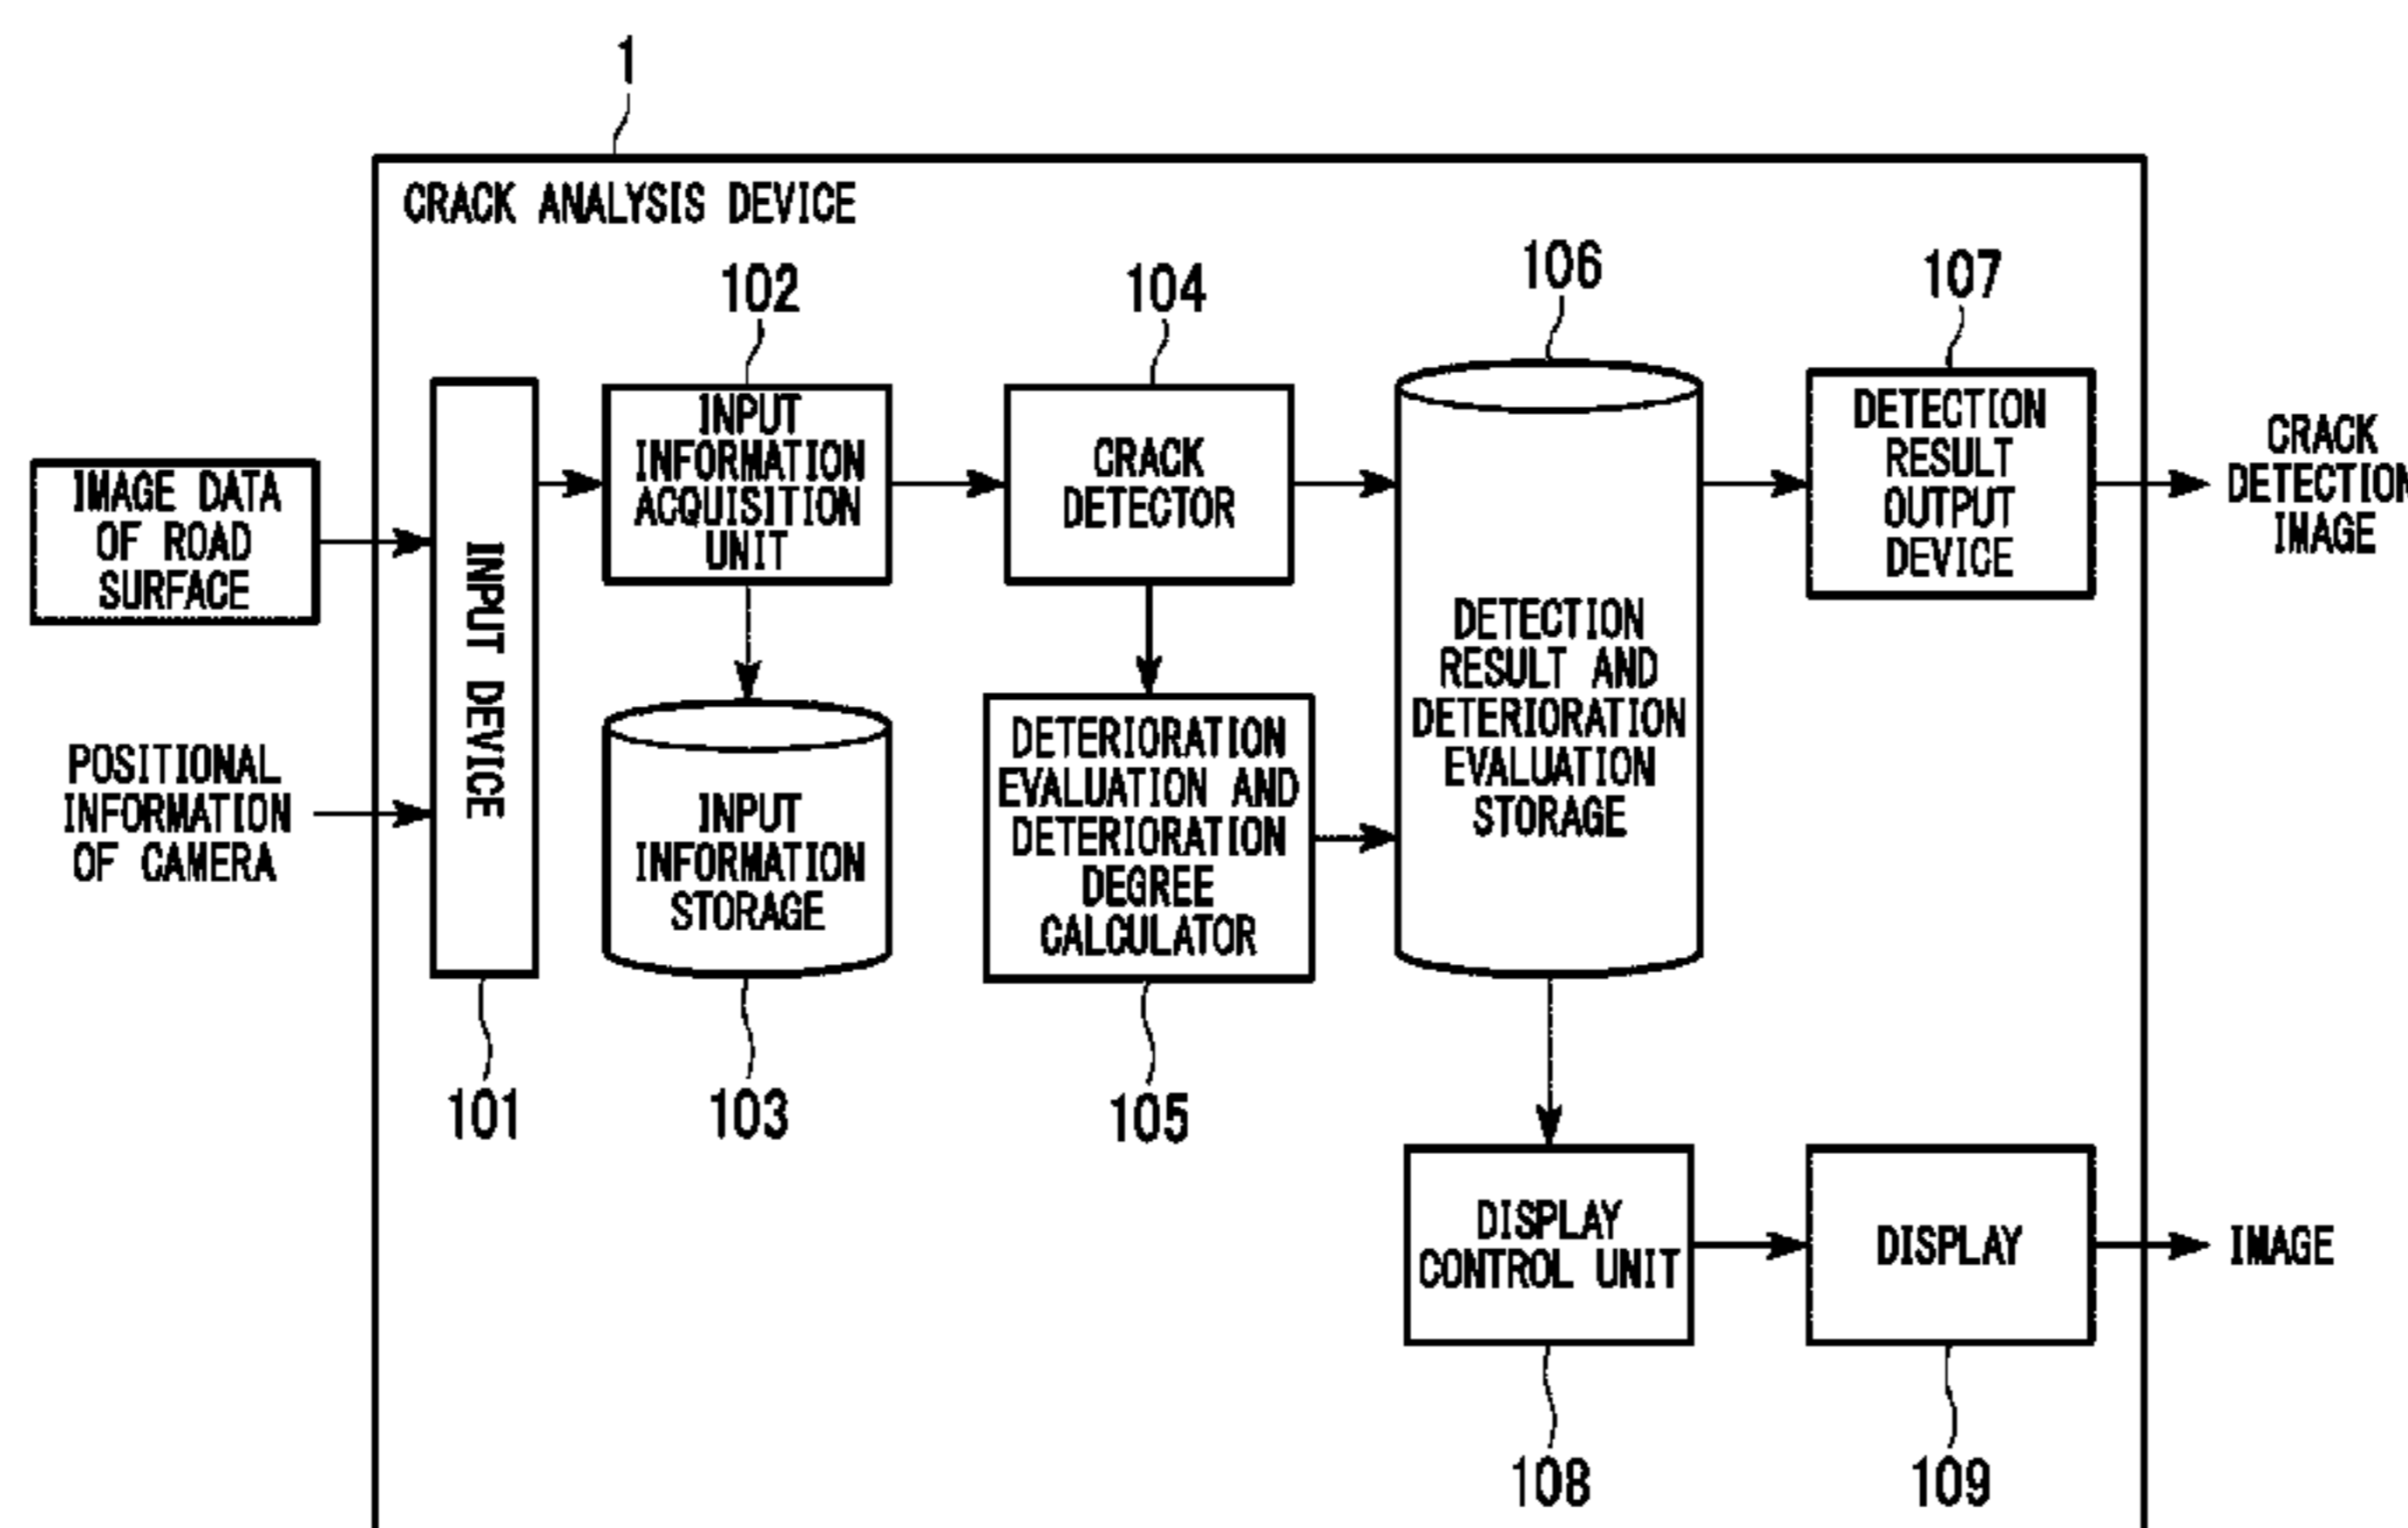 1
CRACK ANALYSIS DEVICE
102
104
106
107
INPUT
INFORMATION
ACQUISITION
UNIT
CRACK
DETECTOR
DETECTION
RESULT
OUTPUT
DEVICE
CRACK
DETECTION
IMAGE
IMAGE DATA
OF ROAD
SURFACE
INPUT DEVICE
DETECTION
RESULT AND
DETERIORATION
EVALUATION
STORAGE
POSITIONAL
INFORMATION
OF CAMERA
INPUT
INFORMATION
STORAGE
DETERIORATION
EVALUATION AND
DETERIORATION
DEGREE
CALCULATOR
101
103
105
DISPLAY
CONTROL UNIT
DISPLAY
IMAGE
108
109